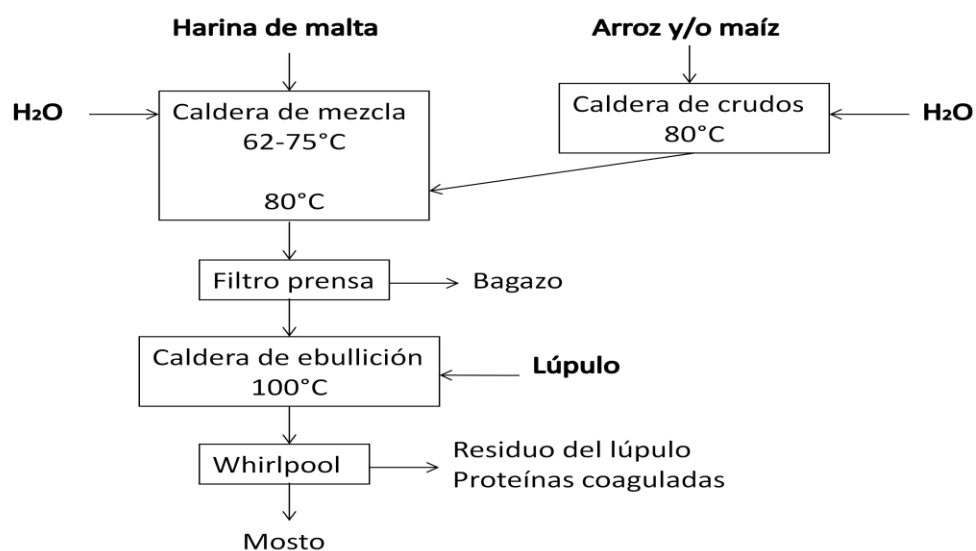 Harina de malta
Arroz y/o maíz
H₂O
Caldera de mezcla
62-75°C
80°C
Caldera de crudos
80°C
H₂O
Filtro prensa
Bagazo
Caldera de ebullición
100°C
Lúpulo
Whirlpool
Residuo del lúpulo
Proteínas coaguladas
Mosto